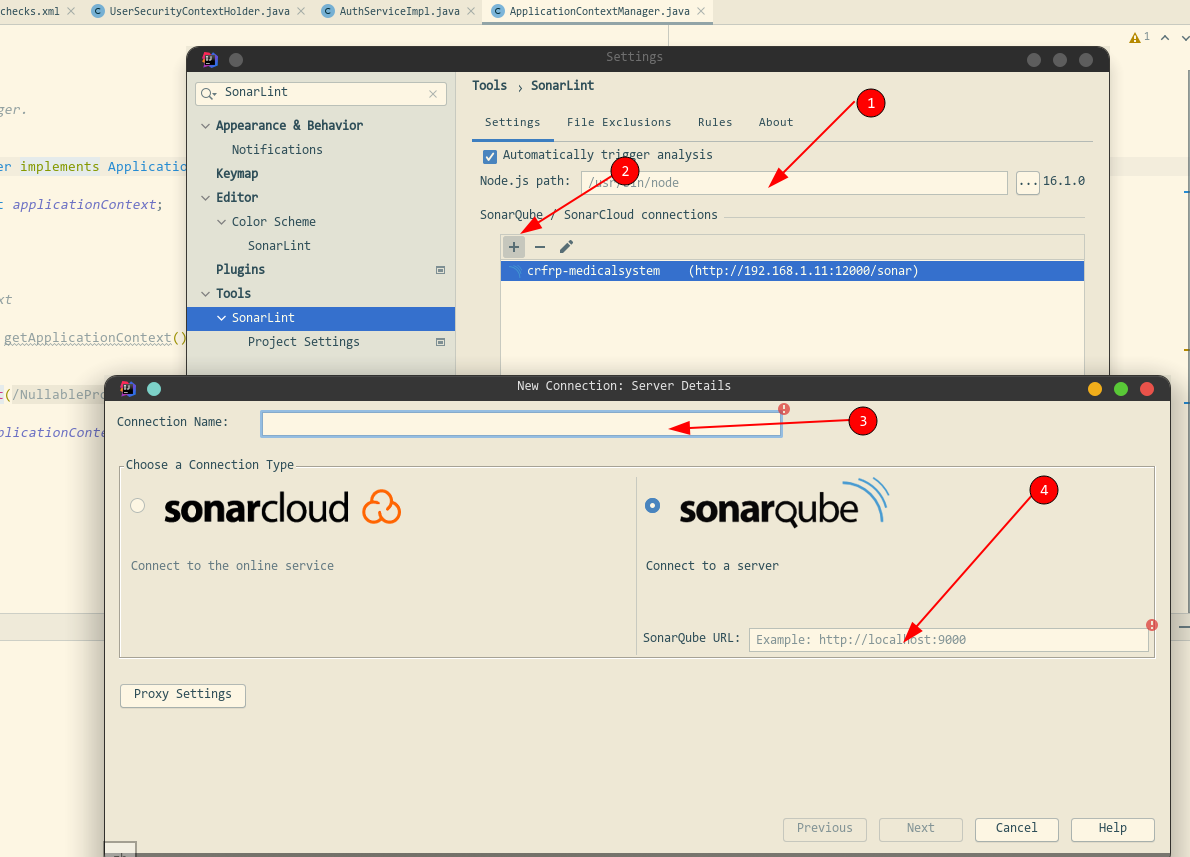 checks.xml UserSecurityContextHolder.java AuthServiceImpl.java ApplicationContextManager.java
1
Settings
SonarLint
Tools › SonarLint
1
ger.
Settings File Exclusions Rules About
Appearance & Behavior
Notifications
Automatically trigger analysis
er implements Application
Keymap
2
Node.js path: /usr/bin/node ... 16.1.0
Editor
applicationContext;
Color Scheme
SonarQube / SonarCloud connections
SonarLint
Plugins
crfrp-medicalsystem (http://192.168.1.11:12000/sonar)
Tools
xt
SonarLint
getApplicationContext()
Project Settings
New Connection: Server Details
(/NullablePro
Connection Name:
3
plicationConte
Choose a Connection Type
sonarcloud
sonarqube
4
Connect to the online service
Connect to a server
SonarQube URL: Example: http://localhost:9000
Proxy Settings
Previous Next Cancel Help